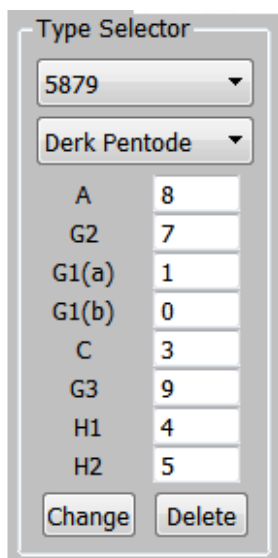 Type Selector
5879
Derk Pentode
A 8
G2 7
G1(a) 1
G1(b) 0
C 3
G3 9
H1 4
H2 5
Change Delete